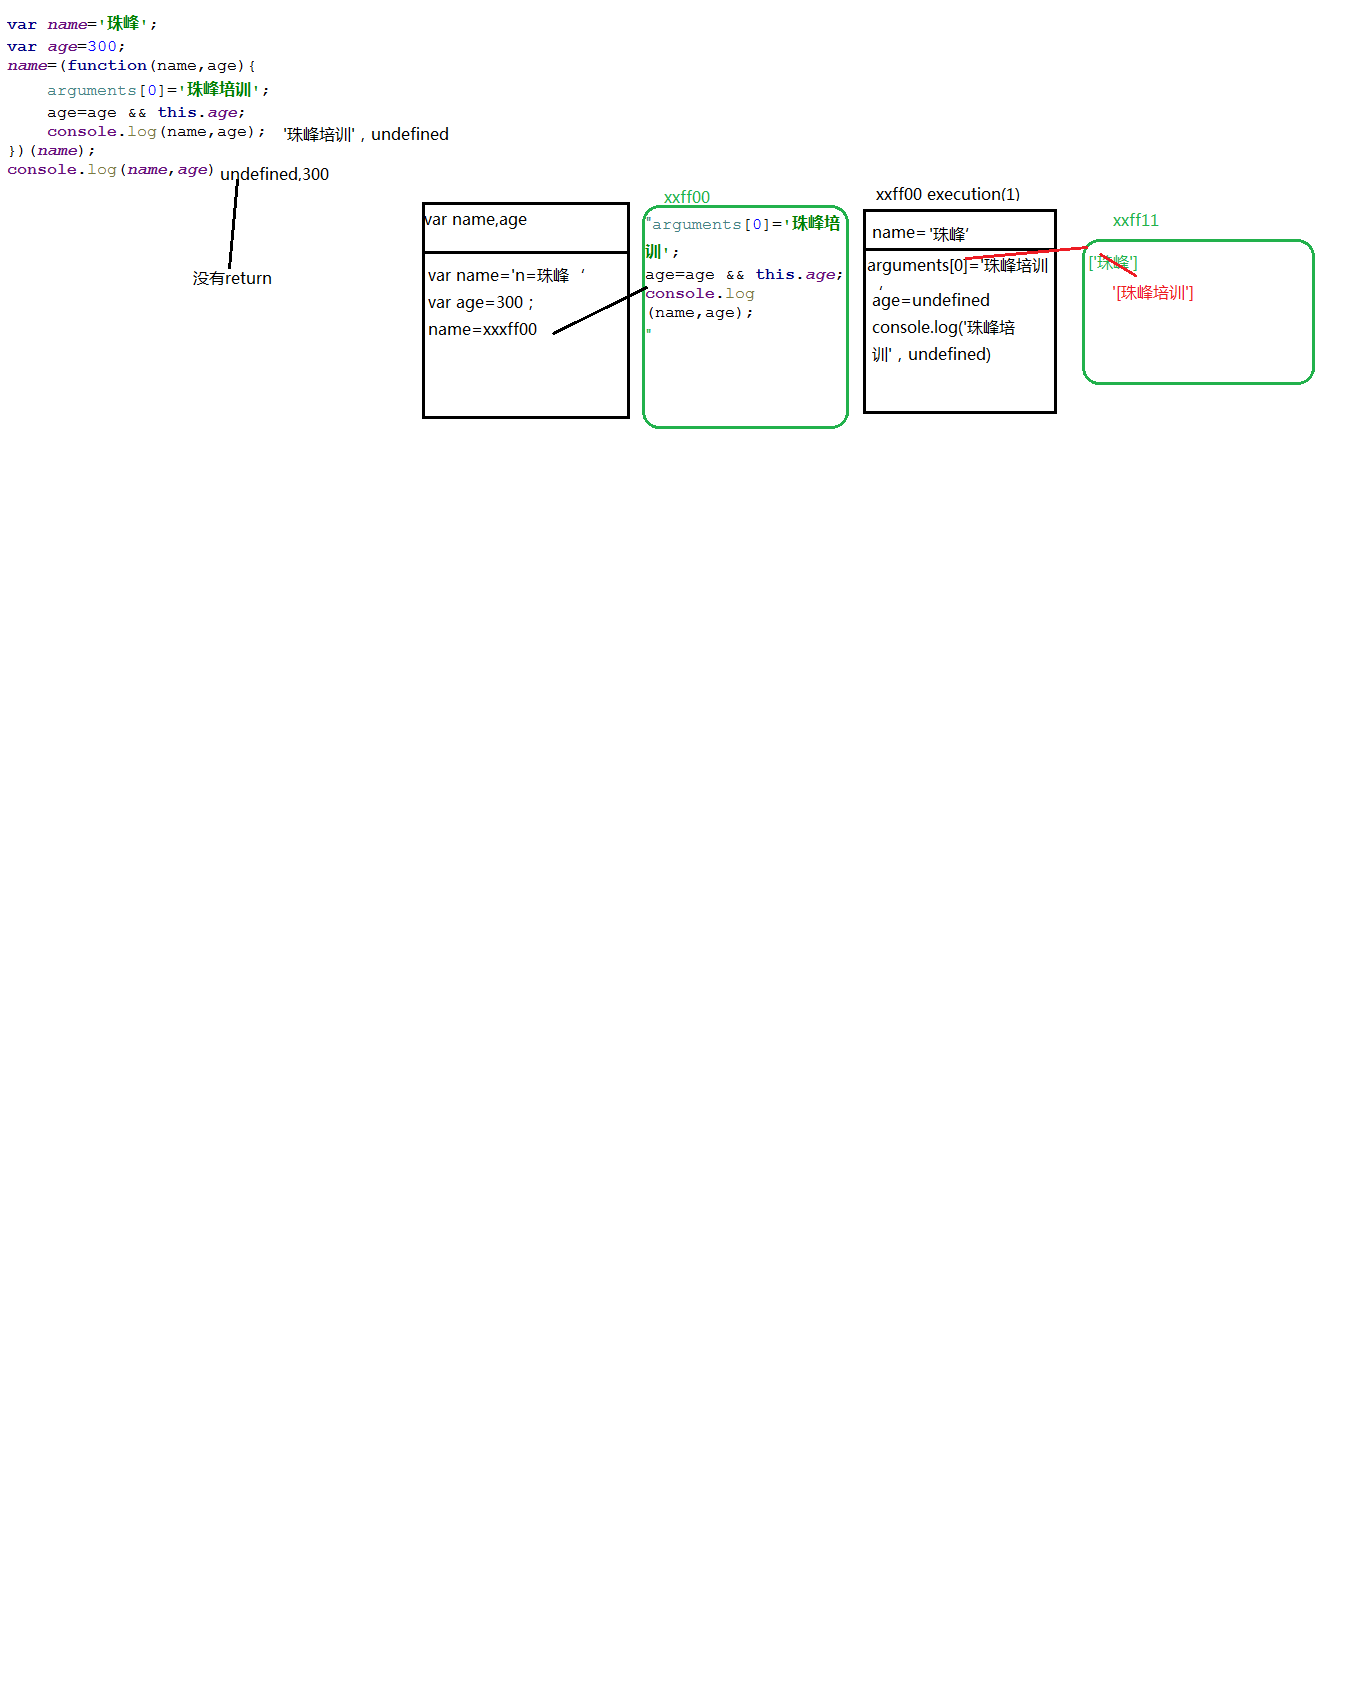 var name='珠峰';
var age=300;
name=(function(name,age){
    arguments[0]='珠峰培训';
    age=age && this.age;
    console.log(name,age); '珠峰培训',undefined
})(name);
console.log(name,age) undefined,300
没有return
var name,age
var name='n=珠峰‘
var age=300;
name=xxxff00
xxff00
"arguments[0]='珠峰培
训';
age=age && this.age;
console.log
(name,age);
"
xxff00 execution(1)
name='珠峰’
arguments[0]='珠峰培训
‘
age=undefined
console.log('珠峰培
训',undefined)
xxff11
['珠峰']
'[珠峰培训']